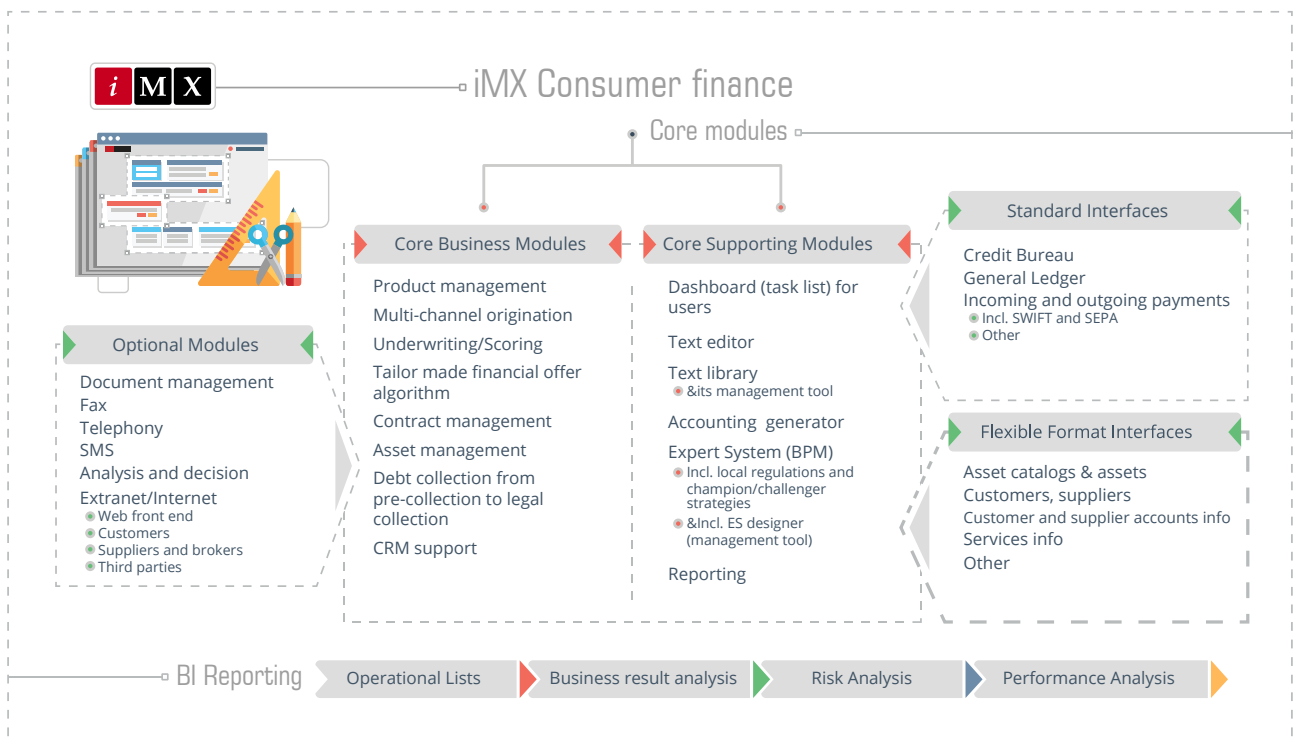 iMX
iMX Consumer finance
Core modules
Optional Modules
Document management
Fax
Telephony
SMS
Analysis and decision
Extranet/Internet
Web front end
Customers
Suppliers and brokers
Third parties
Core Business Modules
Product management
Multi-channel origination
Underwriting/Scoring
Tailor made financial offer
algorithm
Contract management
Asset management
Debt collection from
pre-collection to legal
collection
CRM support
Core Supporting Modules
Dashboard (task list) for
users
Text editor
Text library
&its management tool
Accounting generator
Expert System (BPM)
Incl. local regulations and
champion/challenger
strategies
&Incl. ES designer
(management tool)
Reporting
Standard Interfaces
Credit Bureau
General Ledger
Incoming and outgoing payments
Incl. SWIFT and SEPA
Other
Flexible Format Interfaces
Asset catalogs & assets
Customers, suppliers
Customer and supplier accounts info
Services info
Other
BI Reporting
Operational Lists
Business result analysis
Risk Analysis
Performance Analysis